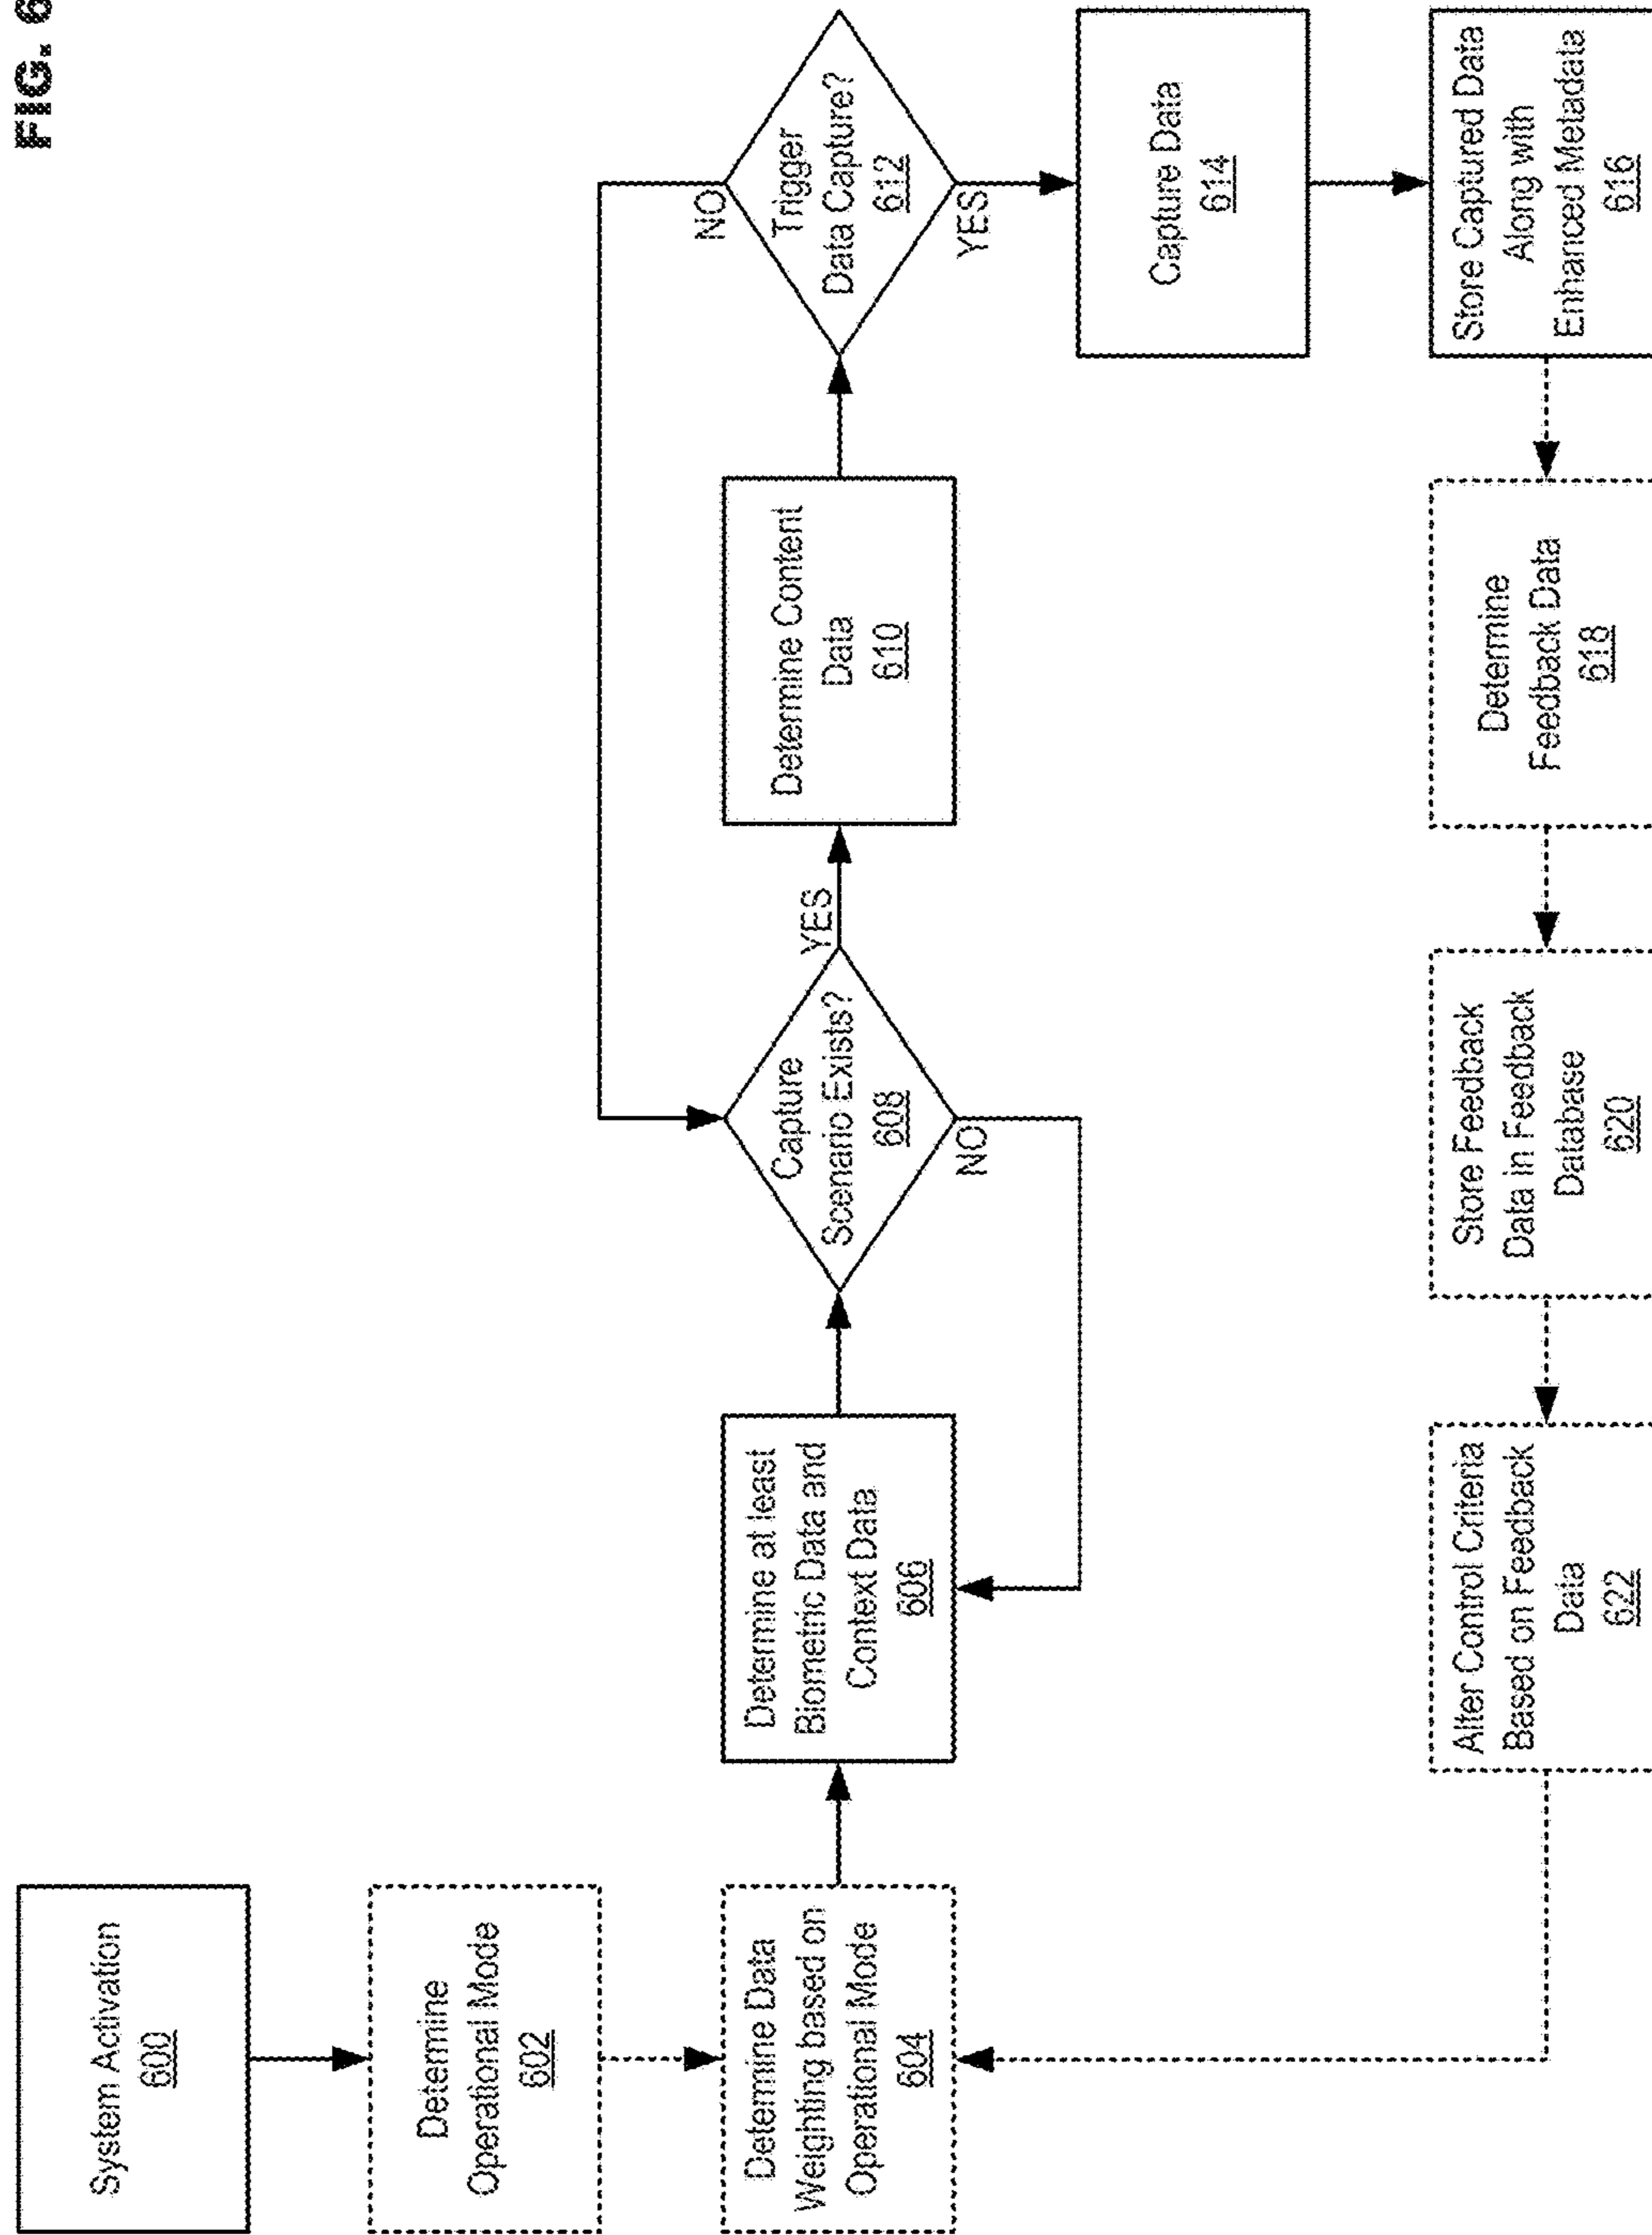 FIG. 6
System Activation
600
Determine
Operational Mode
602
Determine Data
Weighting based on
Operational Mode
604
Determine at least
Biometric Data and
Context Data
606
Capture
Scenario Exists?
608
YES
NO
Determine Content
Data
610
Trigger
Data Capture?
612
NO
YES
Capture Data
614
Store Captured Data
Along with
Enhanced Metadata
616
Determine
Feedback Data
618
Store Feedback
Data in Feedback
Database
620
Alter Control Criteria
Based on Feedback
Data
622